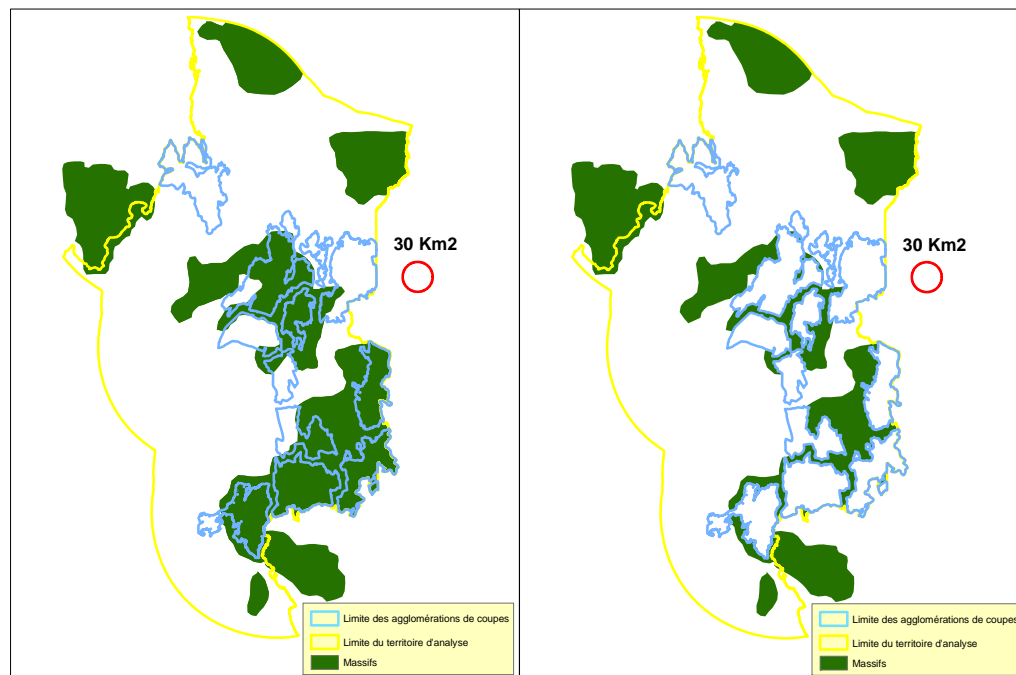 30 Km2
Limite des agglomérations de coupes
Limite du territoire d'analyse
Massifs
30 Km2
Limite des agglomérations de coupes
Limite du territoire d'analyse
Massifs